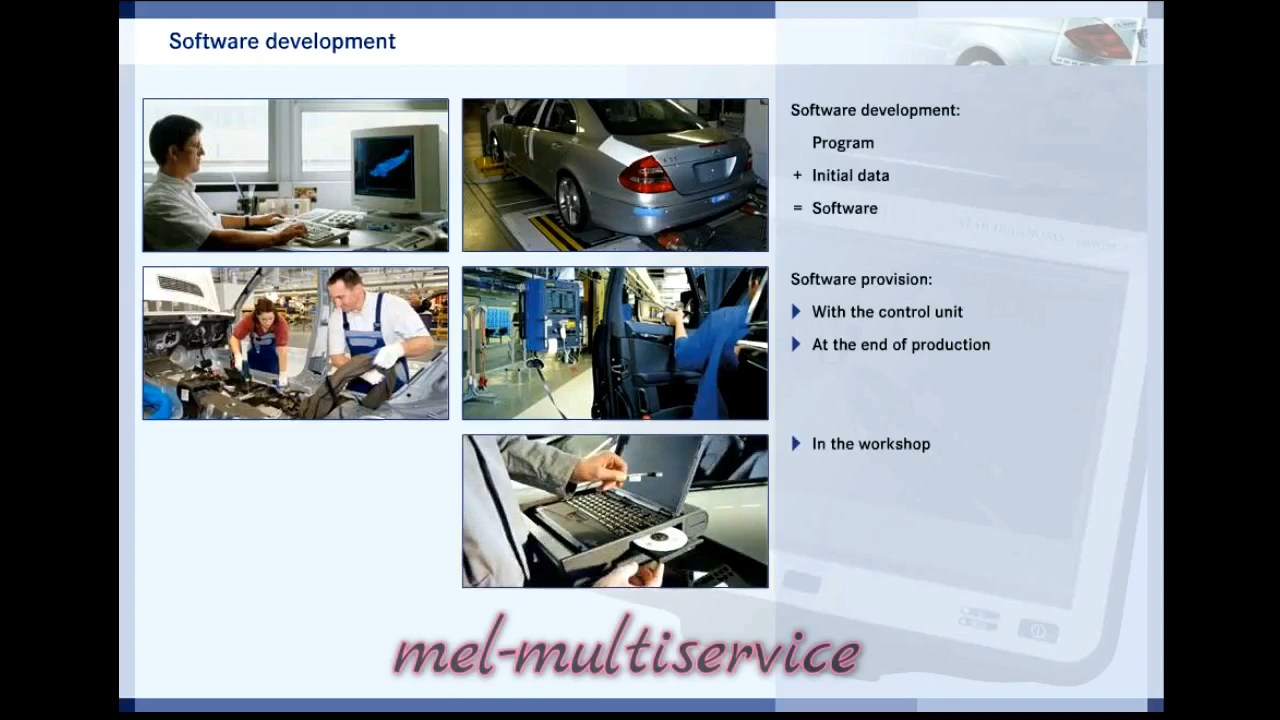 Software development
Software development:
Program
+ Initial data
= Software
Software provision:
With the control unit
At the end of production
In the workshop
mel-multiservice